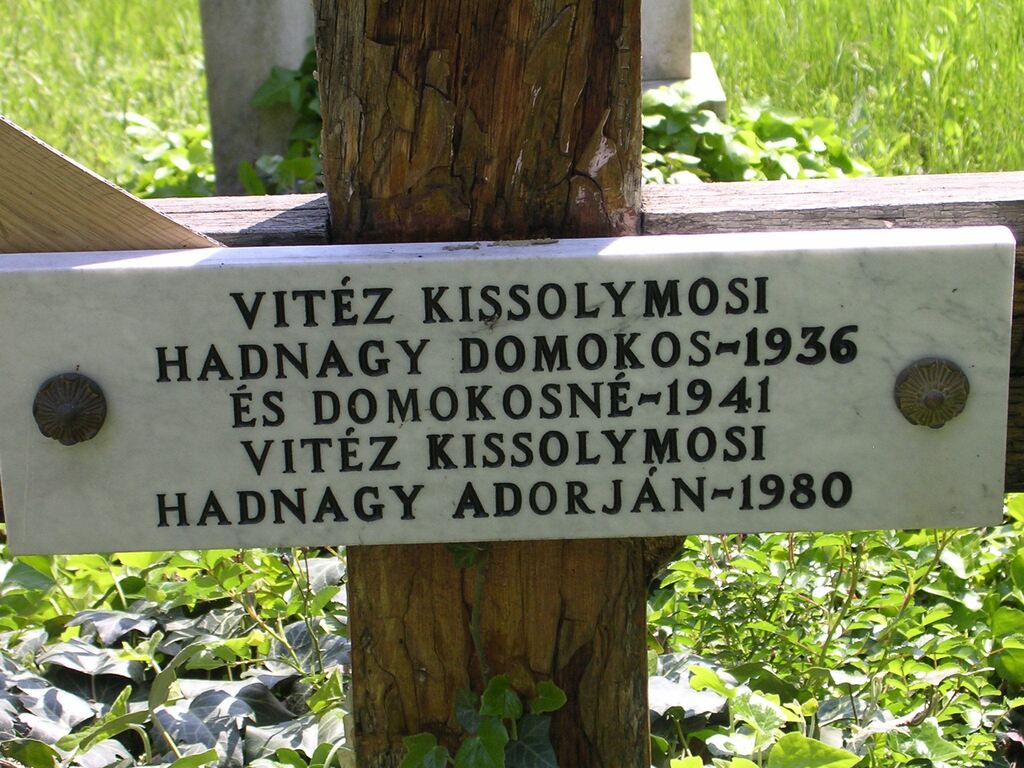 VITÉZ KISSOLYMOSI
HADNAGY DOMOKOS-1936
ÉS DOMOKOSNÉ-1941
VITÉZ KISSOLYMOSI
HADNAGY ADORJÁN-1980